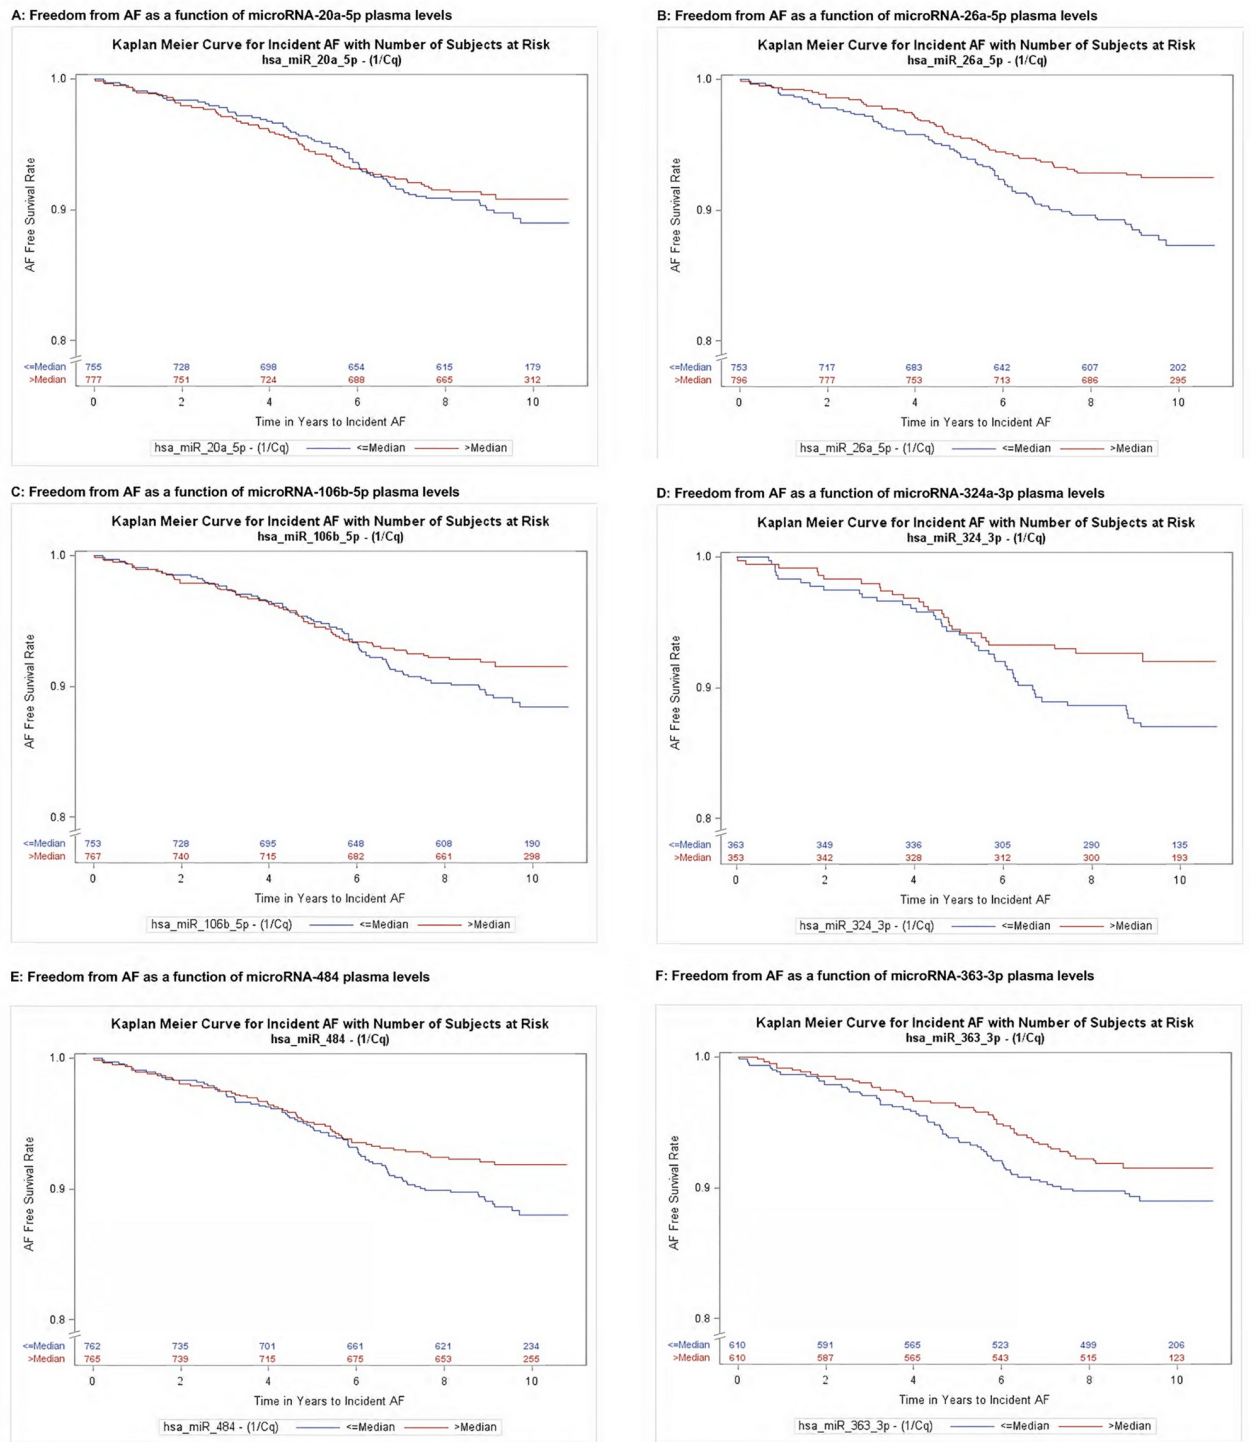 A: Freedom from AF as a function of microRNA-20a-5p plasma levels
Kaplan Meier Curve for Incident AF with Number of Subjects at Risk
hsa_miR_20a_5p - (1/Cq)
1.0
0.9
0.8
AF Free Survival Rate
<=Median 755 728 698 654 615 179
>Median 777 751 724 688 665 312
0 2 4 6 8 10
Time in Years to Incident AF
hsa_miR_20a_5p - (1/Cq) <=Median >Median
B: Freedom from AF as a function of microRNA-26a-5p plasma levels
Kaplan Meier Curve for Incident AF with Number of Subjects at Risk
hsa_miR_26a_5p - (1/Cq)
1.0
0.9
0.8
AF Free Survival Rate
<=Median 753 717 683 642 607 202
>Median 796 777 753 713 686 295
0 2 4 6 8 10
Time in Years to Incident AF
hsa_miR_26a_5p - (1/Cq) <=Median >Median
C: Freedom from AF as a function of microRNA-106b-5p plasma levels
Kaplan Meier Curve for Incident AF with Number of Subjects at Risk
hsa_miR_106b_5p - (1/Cq)
1.0
0.9
0.8
AF Free Survival Rate
<=Median 753 728 695 648 608 190
>Median 767 740 715 682 661 298
0 2 4 6 8 10
Time in Years to Incident AF
hsa_miR_106b_5p - (1/Cq) <=Median >Median
D: Freedom from AF as a function of microRNA-324a-3p plasma levels
Kaplan Meier Curve for Incident AF with Number of Subjects at Risk
hsa_miR_324_3p - (1/Cq)
1.0
0.9
0.8
AF Free Survival Rate
<=Median 363 349 336 305 290 135
>Median 353 342 328 312 300 193
0 2 4 6 8 10
Time in Years to Incident AF
hsa_miR_324_3p - (1/Cq) <=Median >Median
E: Freedom from AF as a function of microRNA-484 plasma levels
Kaplan Meier Curve for Incident AF with Number of Subjects at Risk
hsa_miR_484 - (1/Cq)
1.0
0.9
0.8
AF Free Survival Rate
<=Median 762 735 701 661 621 234
>Median 765 739 715 675 653 255
0 2 4 6 8 10
Time in Years to Incident AF
hsa_miR_484 - (1/Cq) <=Median >Median
F: Freedom from AF as a function of microRNA-363-3p plasma levels
Kaplan Meier Curve for Incident AF with Number of Subjects at Risk
hsa_miR_363_3p - (1/Cq)
1.0
0.9
0.8
AF Free Survival Rate
<=Median 610 591 565 523 499 206
>Median 610 587 565 543 515 123
0 2 4 6 8 10
Time in Years to Incident AF
hsa_miR_363_3p - (1/Cq) <=Median >Median